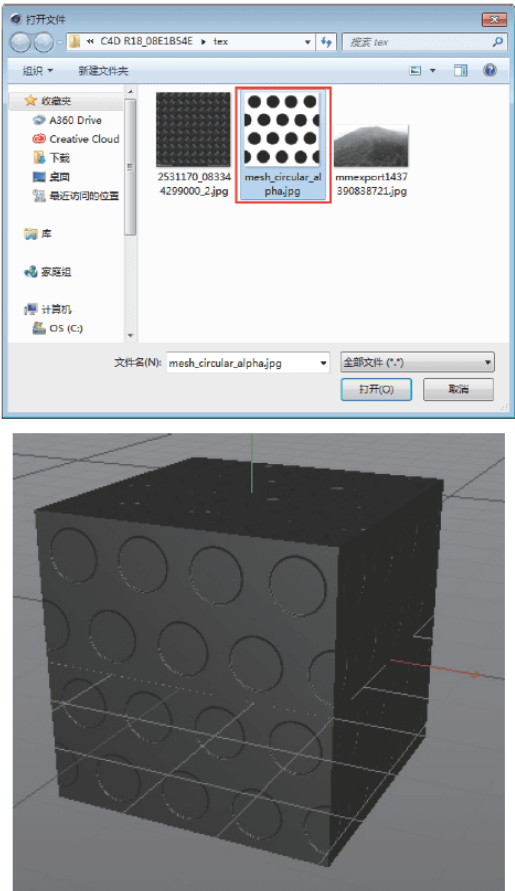 打开文件
« C4D R18_08E1B54E ▸ tex
搜索 tex
组织
新建文件夹
收藏夹
A360 Drive
Creative Cloud
下载
桌面
最近访问的位置
库
家庭组
计算机
OS (C:)
2531170_08334
4299000_2.jpg
mesh_circular_al
pha.jpg
mmexport1437
390838721.jpg
文件名(N):
mesh_circular_alpha.jpg
全部文件 (*.*)
打开(O)
取消